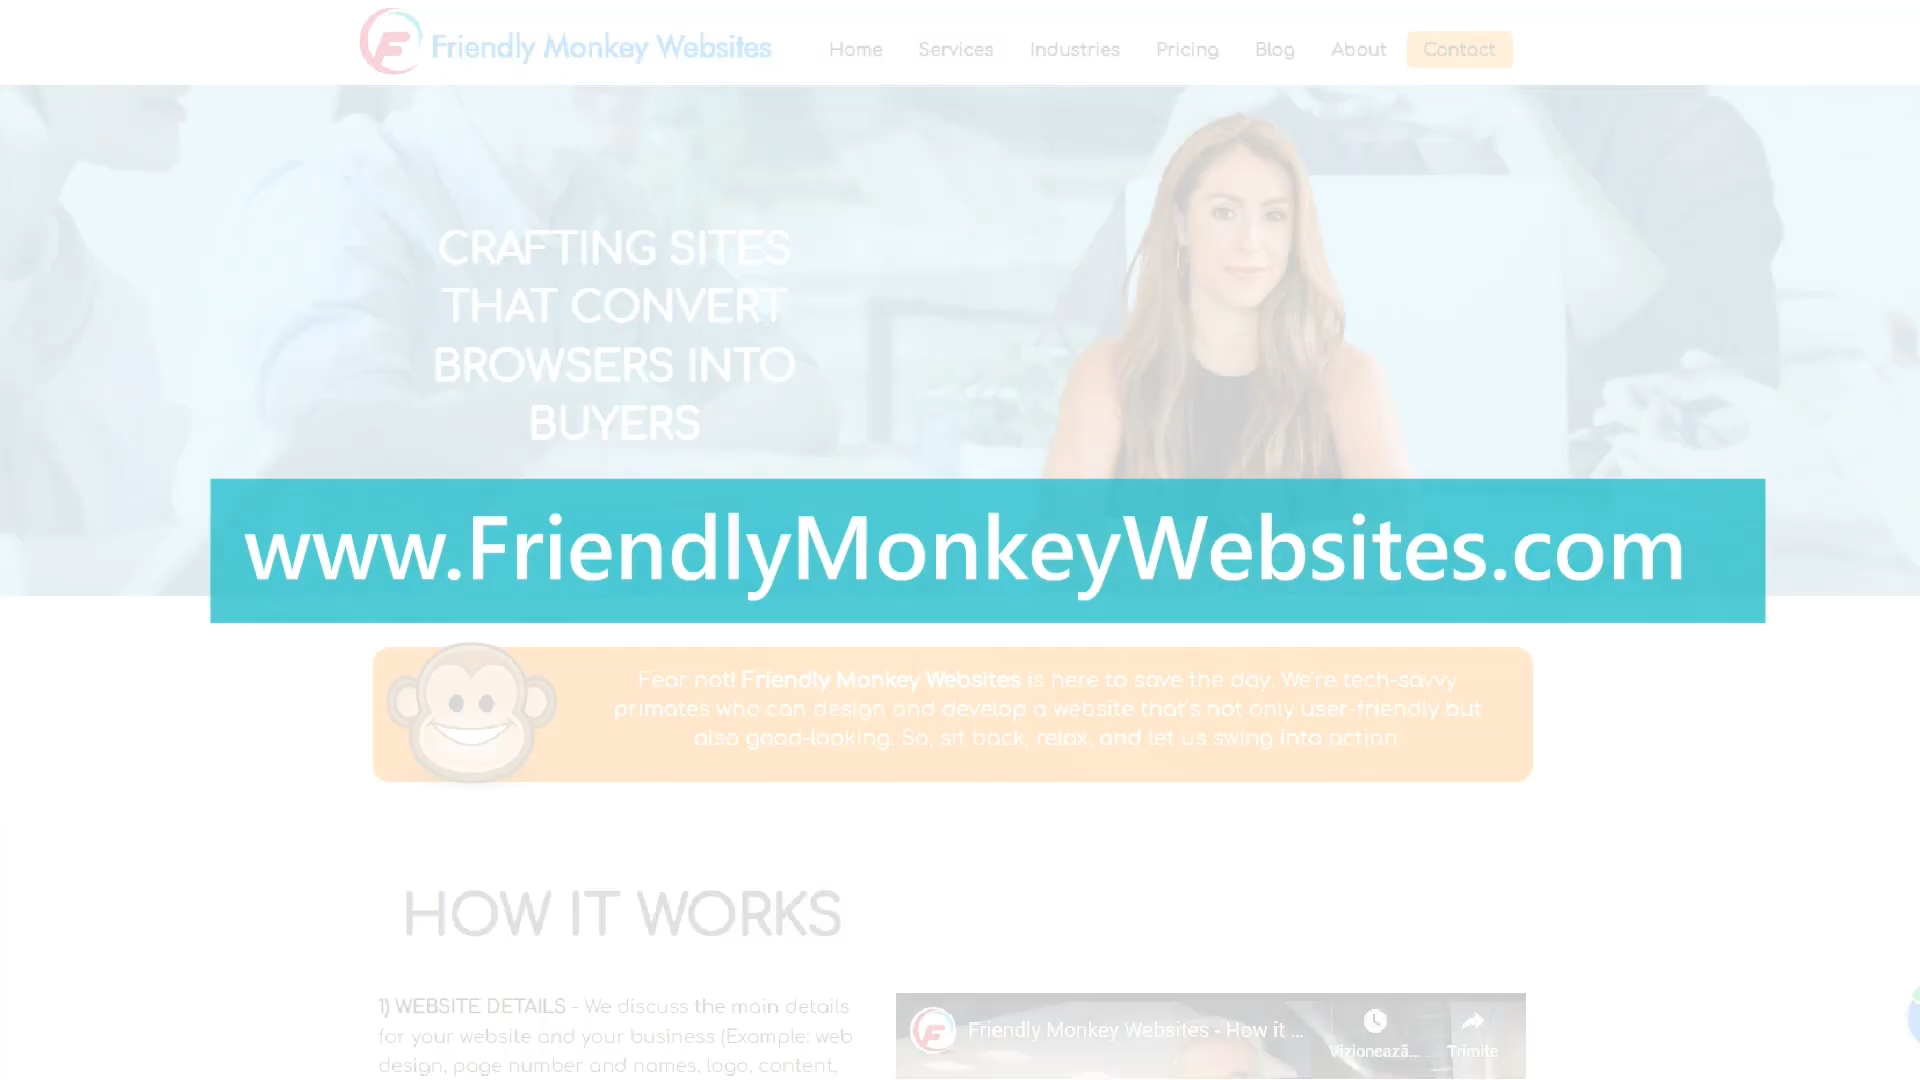 Friendly Monkey Websites
Home Services Industries Pricing Blog About Contact
CRAFTING SITES
THAT CONVERT
BROWSERS INTO
BUYERS
www.FriendlyMonkeyWebsites.com
Fear not! Friendly Monkey Websites is here to save the day. We're tech-savvy
primates who can design and develop a website that's not only user-friendly but
also good-looking. So, sit back, relax, and let us swing into action.
HOW IT WORKS
1) WEBSITE DETAILS - We discuss the main details
for your website and your business (Example: web
design, page number and names, logo, content,
Friendly Monkey Websites - How it ...
Vizionează... Trimite